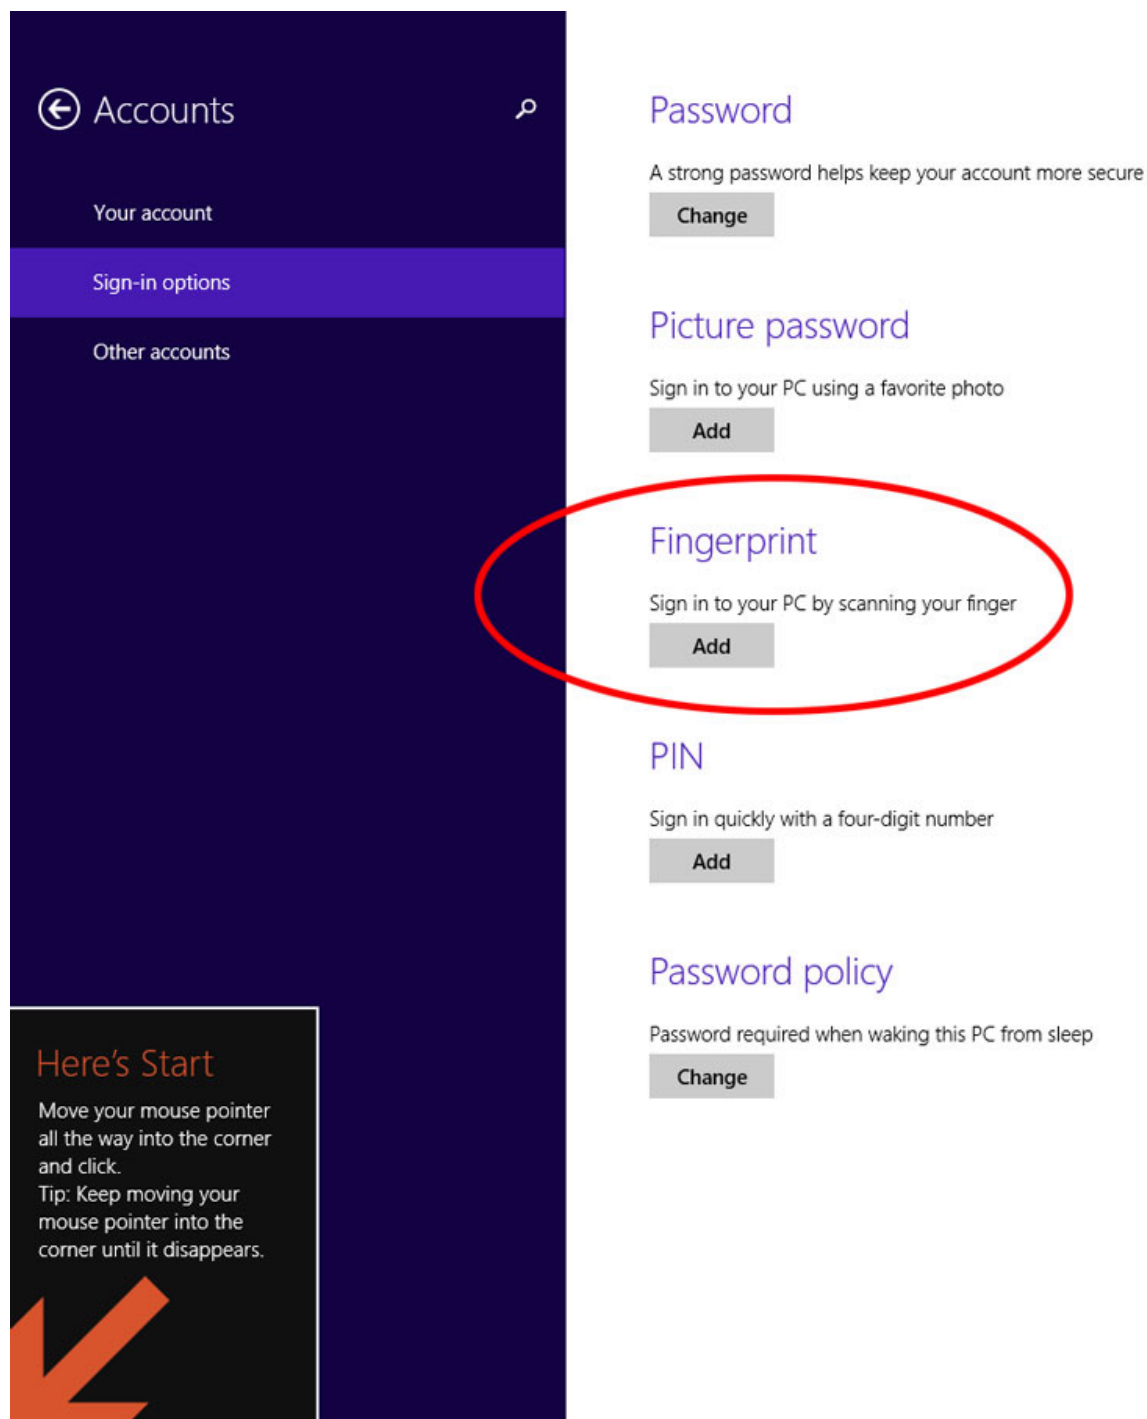 Accounts
Your account
Sign-in options
Other accounts
Here's Start
Move your mouse pointer
all the way into the corner
and click.
Tip: Keep moving your
mouse pointer into the
corner until it disappears.
Password
A strong password helps keep your account more secure
Change
Picture password
Sign in to your PC using a favorite photo
Add
Fingerprint
Sign in to your PC by scanning your finger
Add
PIN
Sign in quickly with a four-digit number
Add
Password policy
Password required when waking this PC from sleep
Change